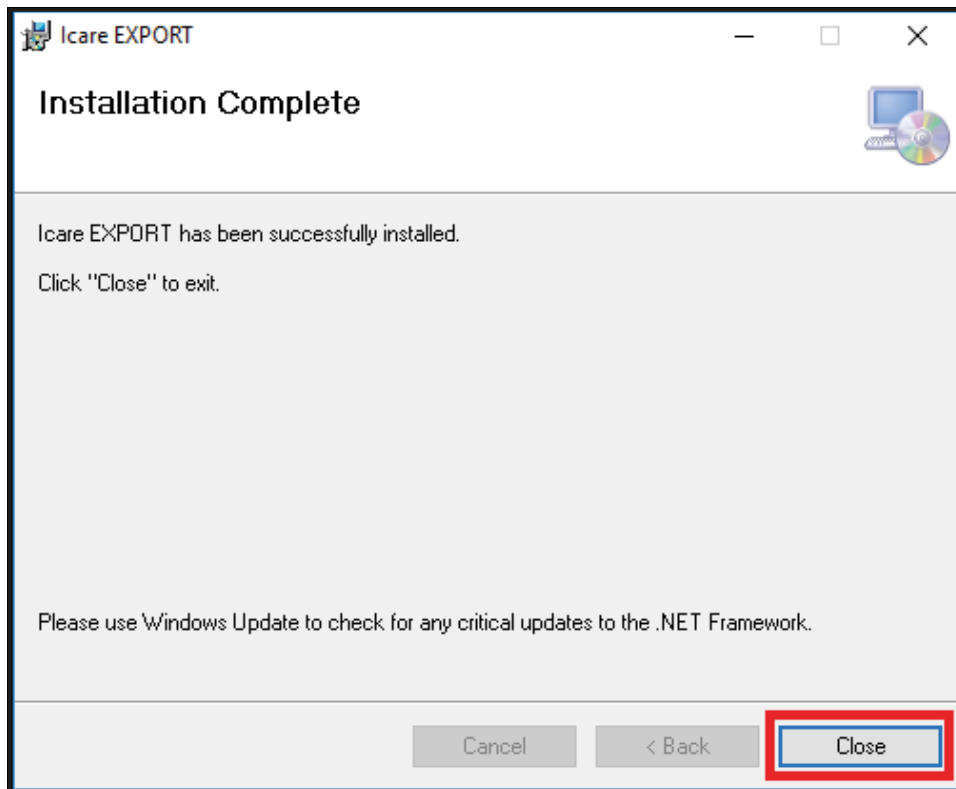 Icare EXPORT
Installation Complete
Icare EXPORT has been successfully installed.
Click "Close" to exit.
Please use Windows Update to check for any critical updates to the .NET Framework.
Cancel
< Back
Close